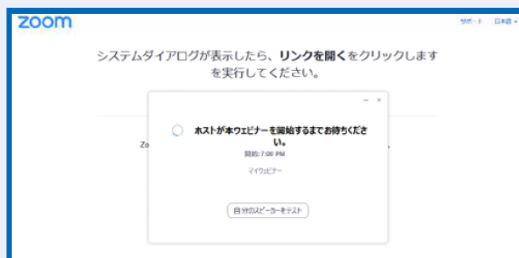 zoom
サポート 日本語
システムダイアログが表示したら、リンクを開くをクリックします
を実行してください。
Zo
ホストが本ウェビナーを開始するまでお待ちくださ
い。
開始: 7:00 PM
マイウェビナー
自分のスピーカーをテスト